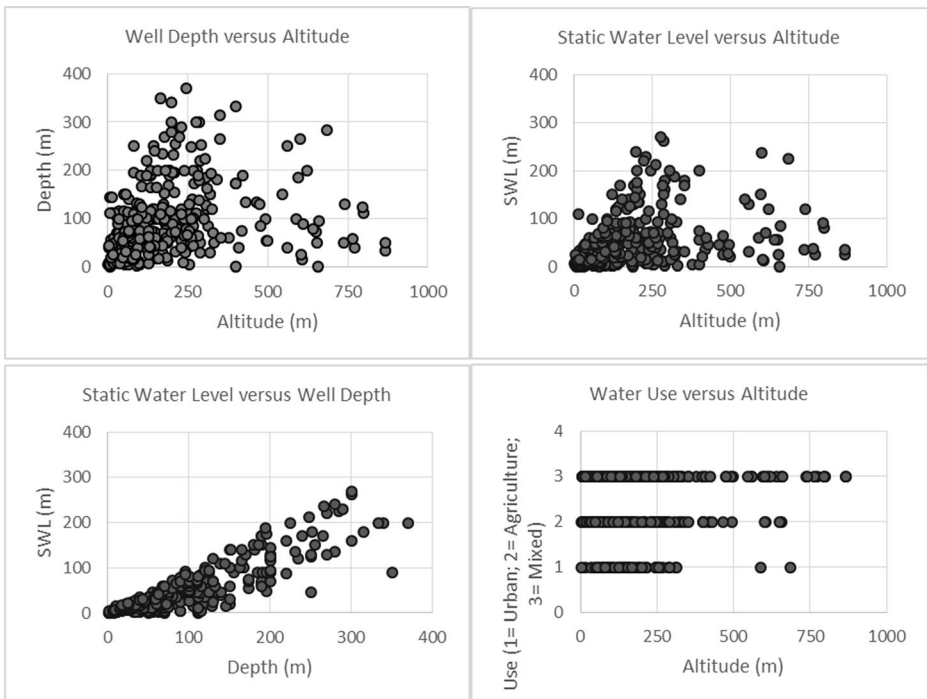 Well Depth versus Altitude
Depth (m)
400
300
200
100
0
0 250 500 750 1000
Altitude (m)
Static Water Level versus Altitude
SWL (m)
400
300
200
100
0
0 250 500 750 1000
Altitude (m)
Static Water Level versus Well Depth
SWL (m)
400
300
200
100
0
0 100 200 300 400
Depth (m)
Water Use versus Altitude
Use (1= Urban; 2= Agriculture;
3= Mixed)
4
3
2
1
0
0 250 500 750 1000
Altitude (m)